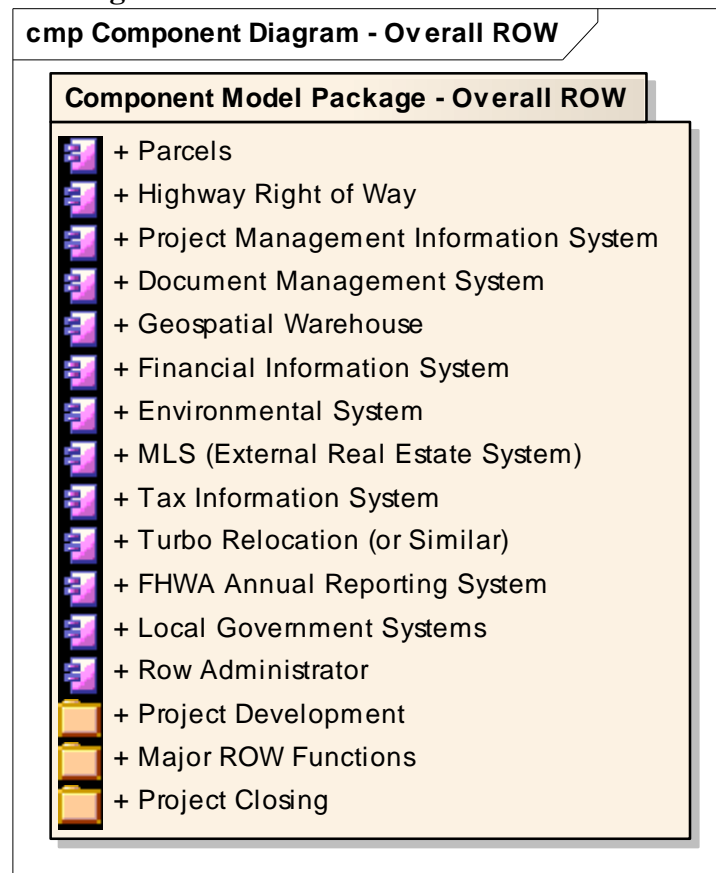 cmp Component Diagram - Overall ROW
Component Model Package - Overall ROW
+ Parcels
+ Highway Right of Way
+ Project Management Information System
+ Document Management System
+ Geospatial Warehouse
+ Financial Information System
+ Environmental System
+ MLS (External Real Estate System)
+ Tax Information System
+ Turbo Relocation (or Similar)
+ FHWA Annual Reporting System
+ Local Government Systems
+ Row Administrator
+ Project Development
+ Major ROW Functions
+ Project Closing